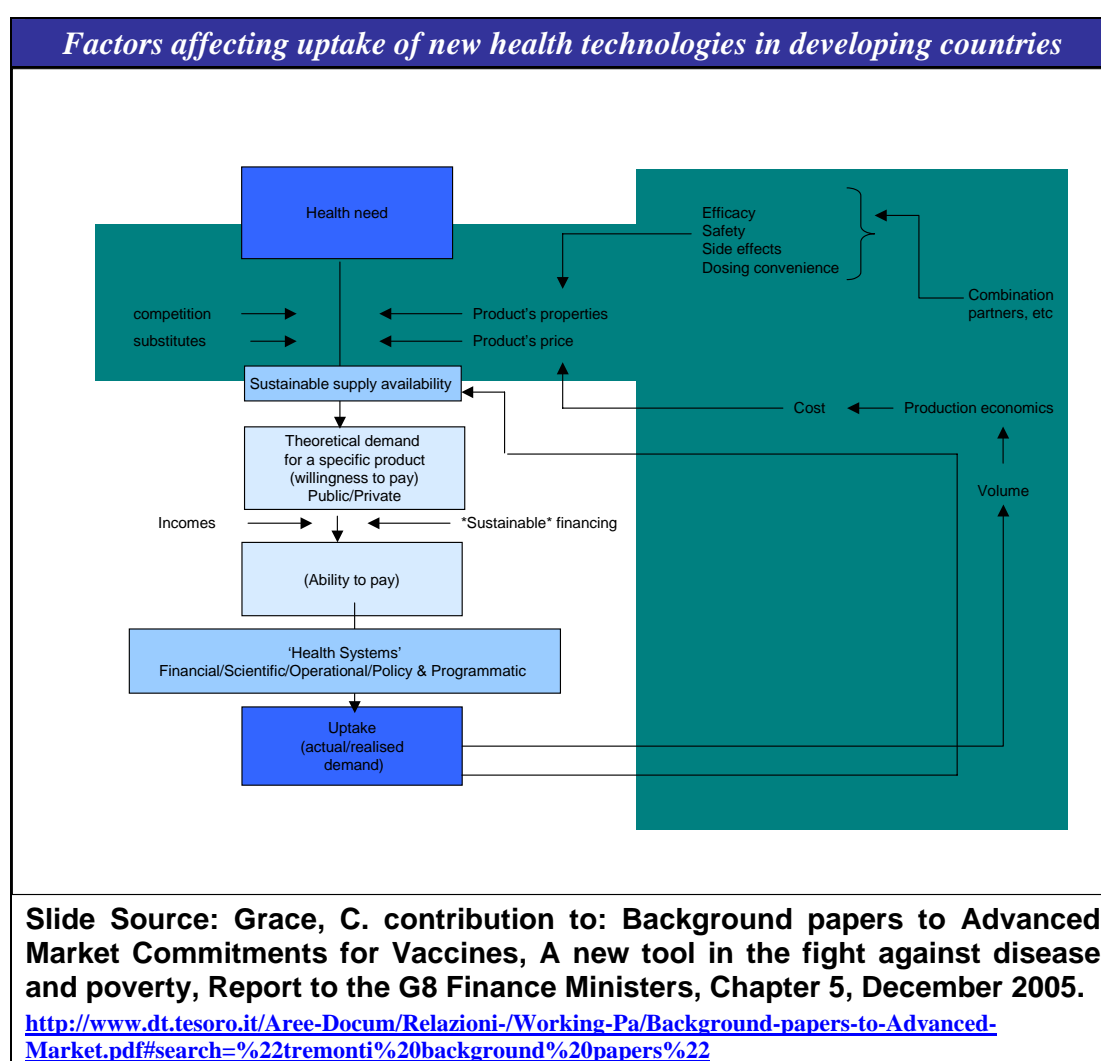 Factors affecting uptake of new health technologies in developing countries
Health need
Efficacy
Safety
Side effects
Dosing convenience
Combination
partners, etc
competition
Product's properties
substitutes
Product's price
Sustainable supply availability
Cost
Production economics
Theoretical demand
for a specific product
(willingness to pay)
Public/Private
Volume
Incomes
*Sustainable* financing
(Ability to pay)
‘Health Systems’
Financial/Scientific/Operational/Policy & Programmatic
Uptake
(actual/realised
demand)
Slide Source: Grace, C. contribution to: Background papers to Advanced
Market Commitments for Vaccines, A new tool in the fight against disease
and poverty, Report to the G8 Finance Ministers, Chapter 5, December 2005.
http://www.dt.tesoro.it/Aree-Docum/Relazioni-/Working-Pa/Background-papers-to-Advanced-
Market.pdf#search=%22tremonti%20background%20papers%22